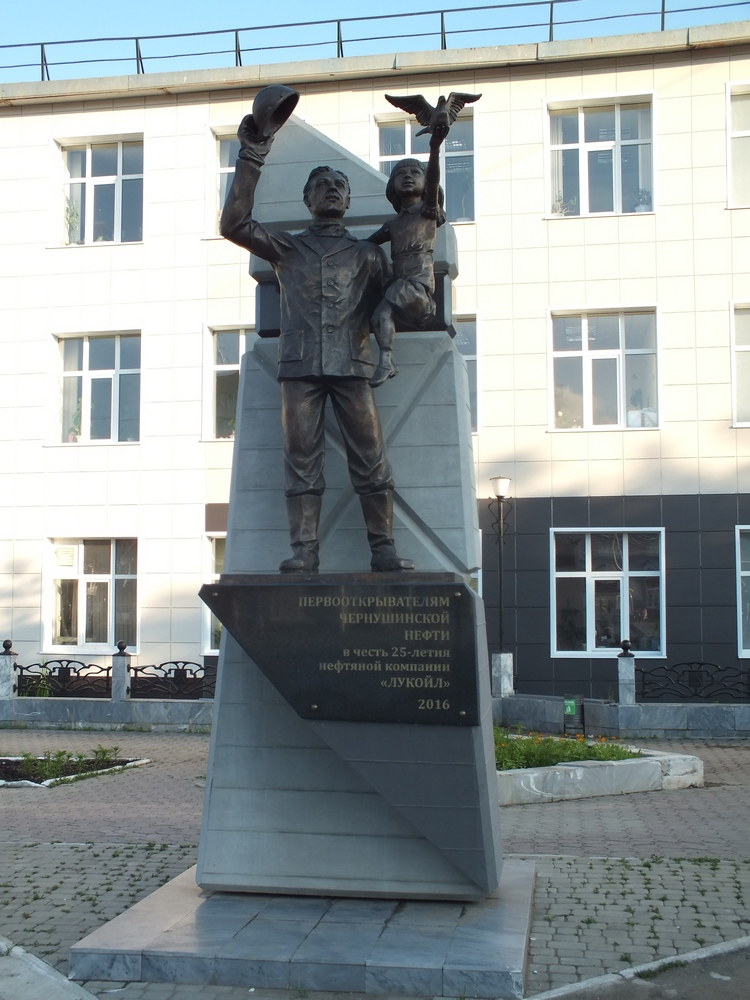 ПЕРВООТКРЫВАТЕЛЯМ
ЧЕРНУШИНСКОЙ
НЕФТИ
в честь 25-летия
нефтяной компании
«ЛУКОЙЛ»
2016